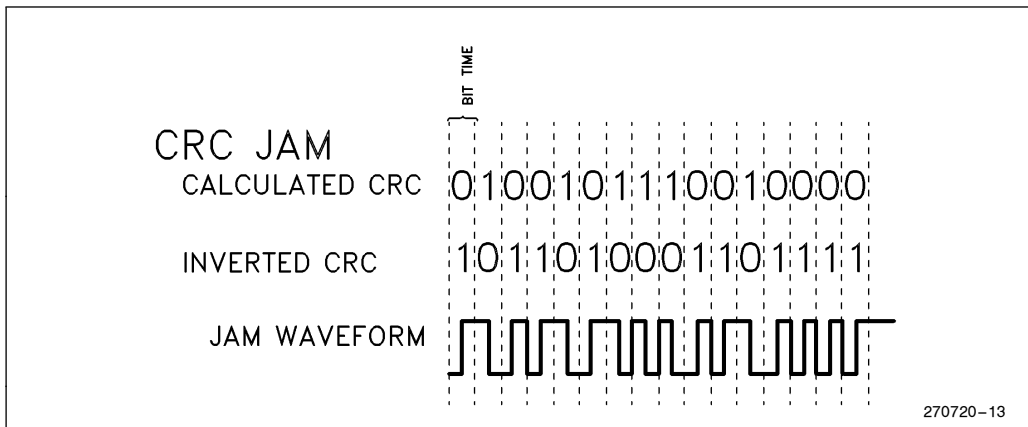 BIT TIME
CRC JAM
CALCULATED CRC 0100101110010000
INVERTED CRC 1011010001101111
JAM WAVEFORM
270720–13